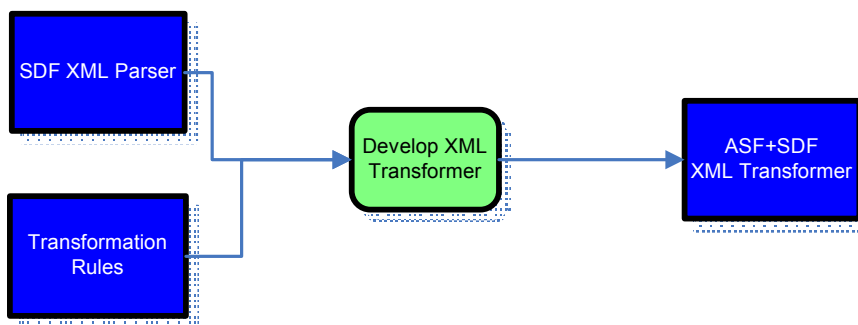 SDF XML Parser
Transformation
Rules
Develop XML
Transformer
ASF+SDF
XML Transformer